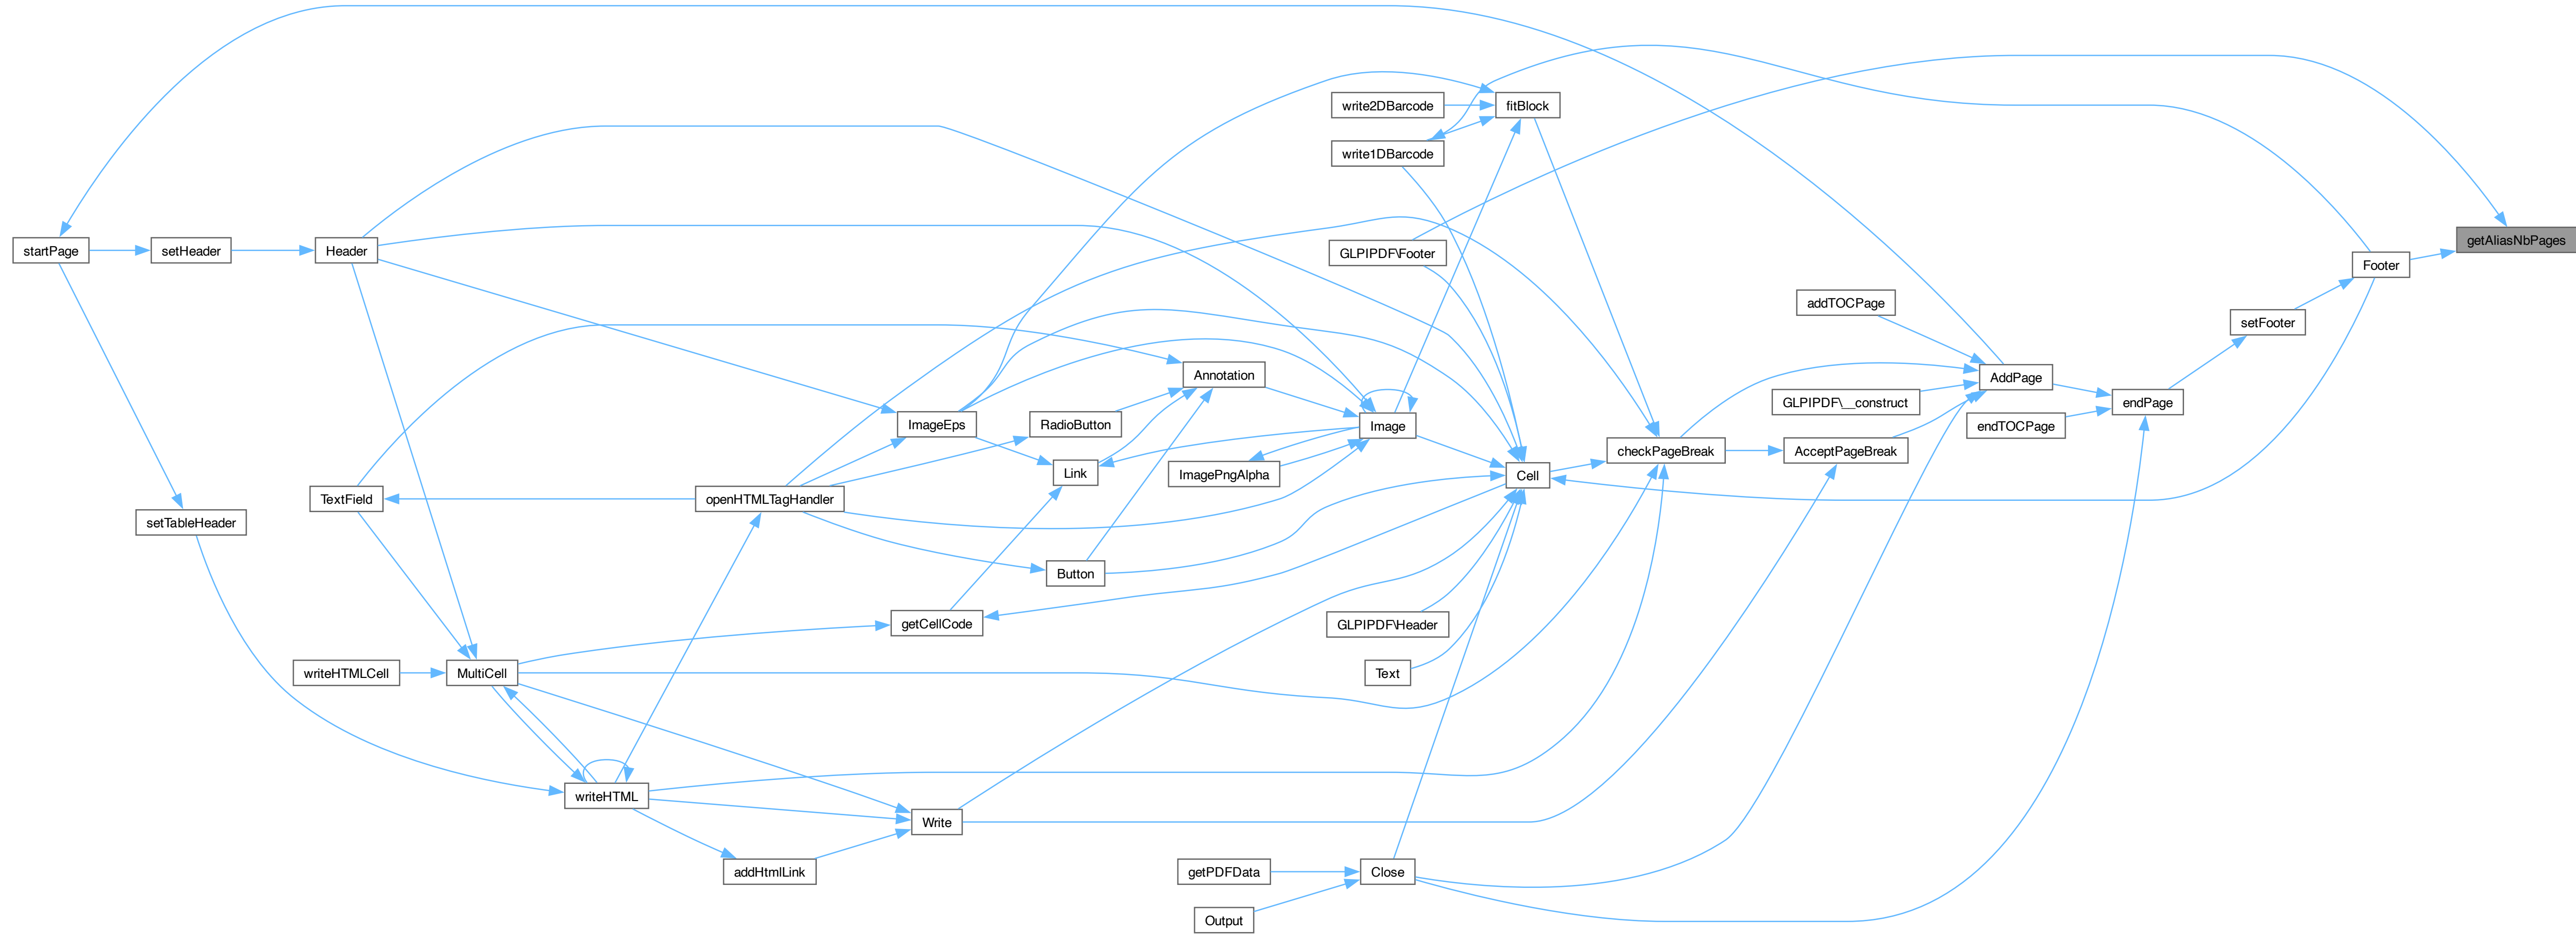 write2DBarcode
fitBlock
write1DBarcode
startPage
setHeader
Header
GLPIPDF\Footer
getAliasNbPages
Footer
addTOCPage
setFooter
Annotation
AddPage
GLPIPDF\__construct
endPage
ImageEps
RadioButton
Image
endTOCPage
checkPageBreak
AcceptPageBreak
Link
ImagePngAlpha
Cell
TextField
openHTMLTagHandler
setTableHeader
Button
getCellCode
GLPIPDF\Header
writeHTMLCell
MultiCell
Text
writeHTML
Write
addHtmlLink
getPDFData
Close
Output